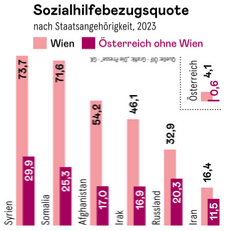 Sozialhilfebezugsquote
nach Staatsangehörigkeit, 2023
Wien Österreich ohne Wien
Quelle: ÖIF · Grafik: „Die Presse“ · GK
73,7
29,9
Syrien
71,6
25,3
Somalia
54,2
17,0
Afghanistan
46,1
16,9
Irak
32,9
20,3
Russland
16,4
11,5
Iran
Österreich
4,1
0,6